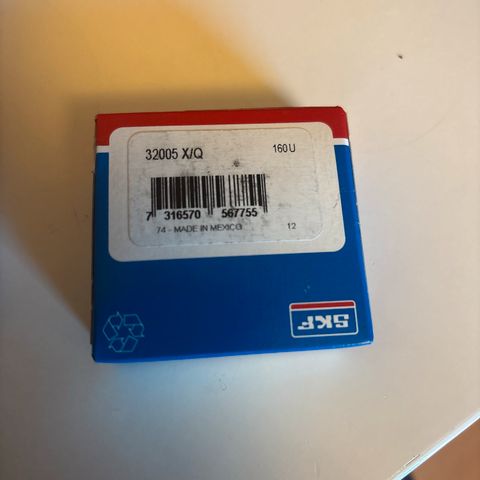 32005 X/Q 160U
7 316570 567755
74 - MADE IN MEXICO 12
SKF